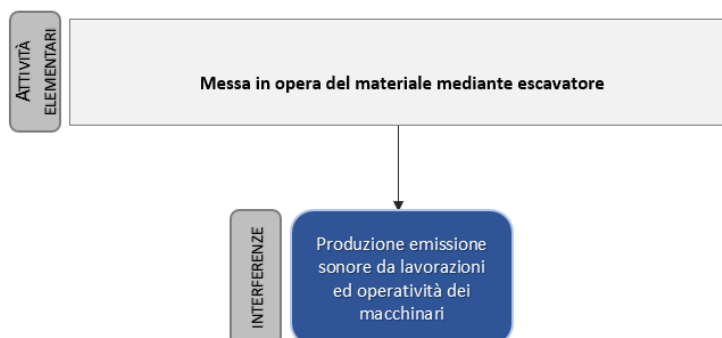 ATTIVITÀ
ELEMENTARI
Messa in opera del materiale mediante escavatore
INTERFERENZE
Produzione emissione
sonore da lavorazioni
ed operatività dei
macchinari